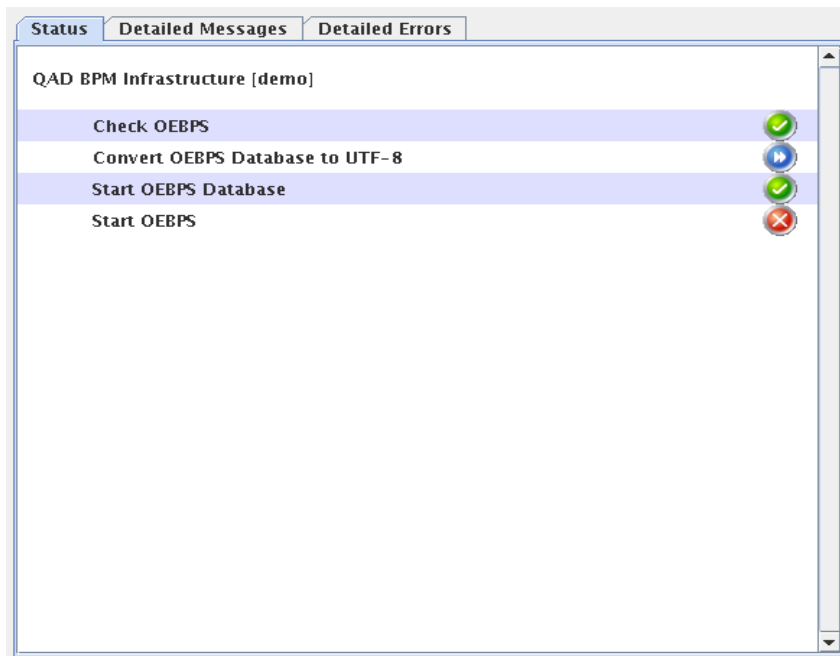 Status Detailed Messages Detailed Errors
QAD BPM Infrastructure [demo]
Check OEBPS
Convert OEBPS Database to UTF-8
Start OEBPS Database
Start OEBPS